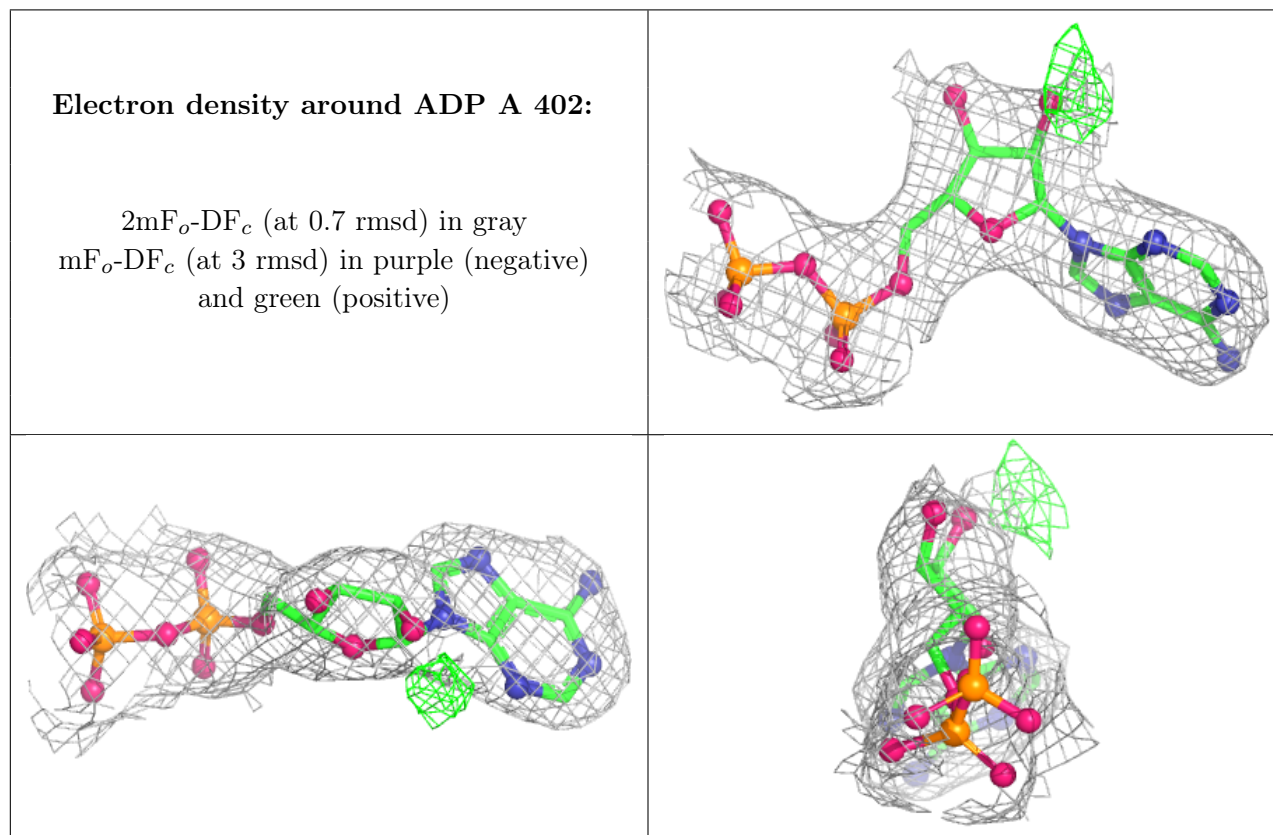 Electron density around ADP A 402:
2mFo-DFc (at 0.7 rmsd) in gray
mFo-DFc (at 3 rmsd) in purple (negative)
and green (positive)